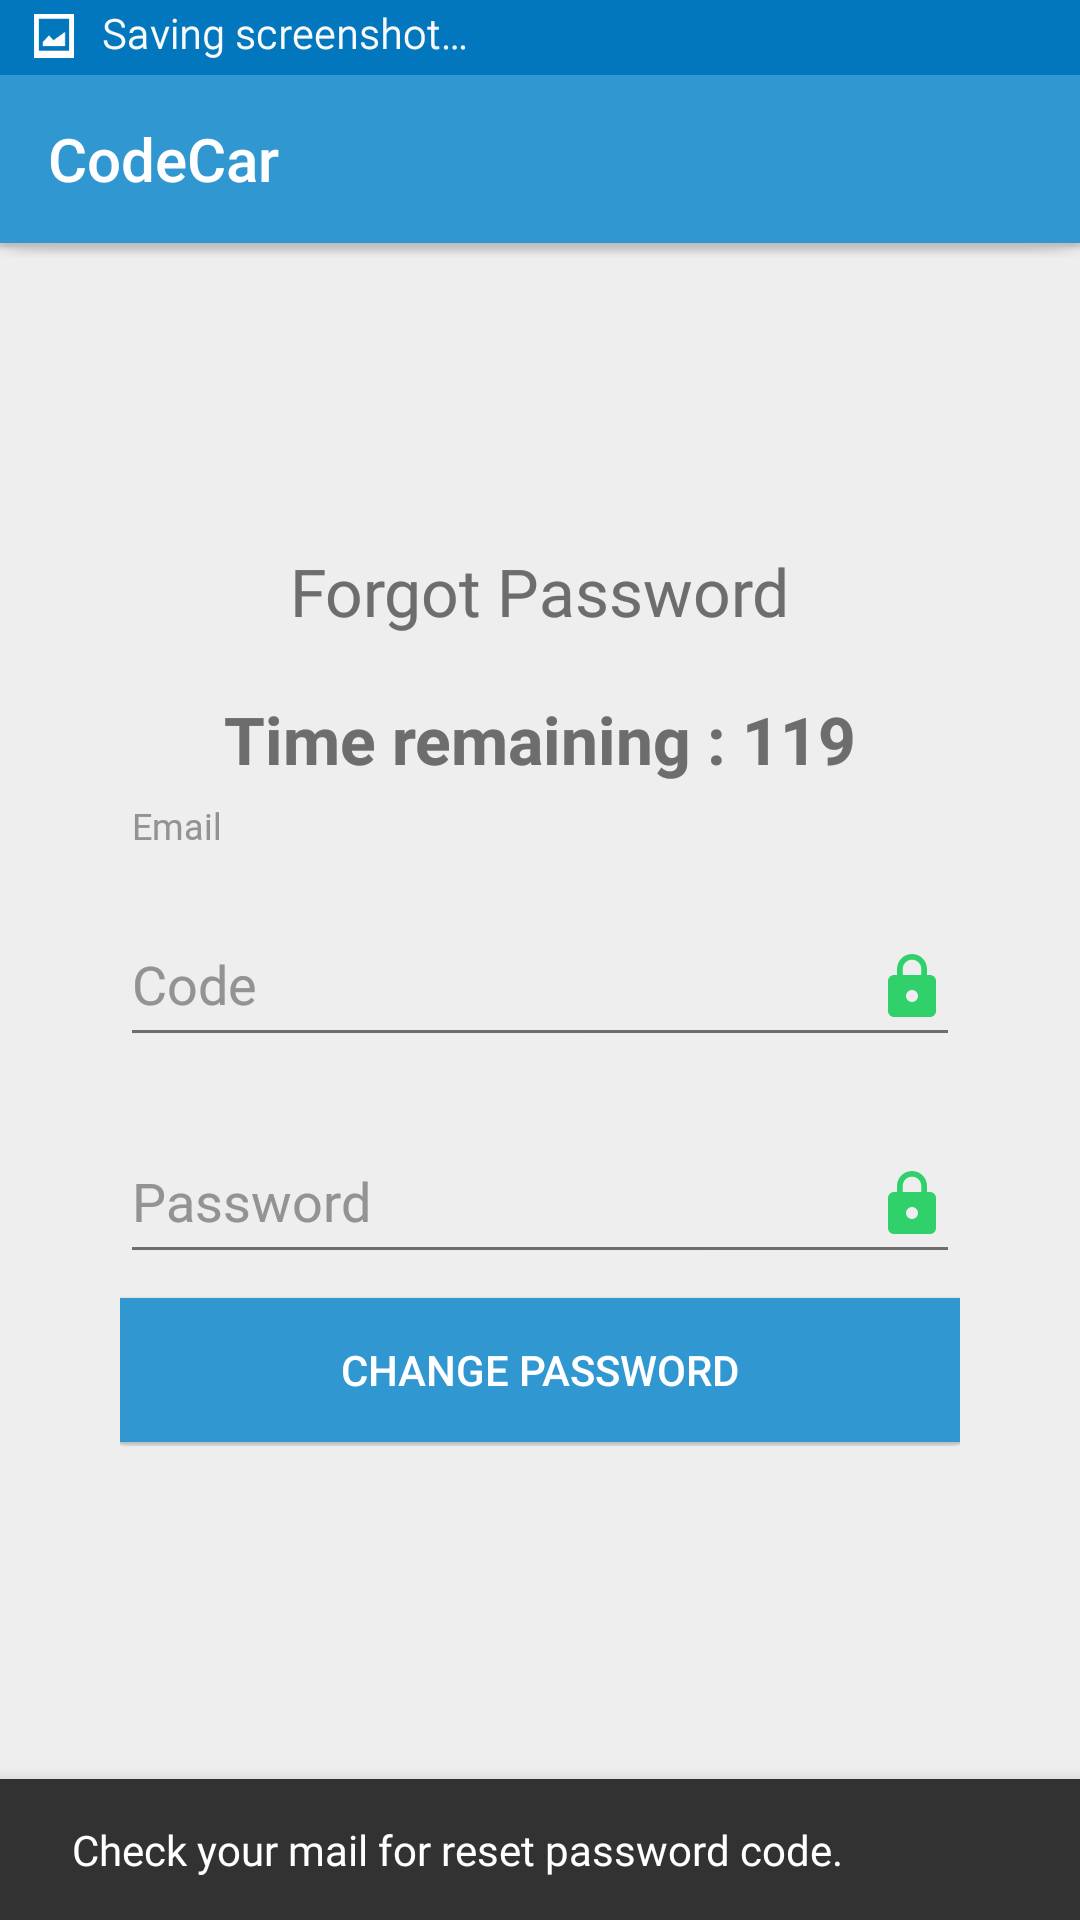 Saving screenshot...
CodeCar
Forgot Password
Time remaining : 119
Email
Code
Password
CHANGE PASSWORD
Check your mail for reset password code.